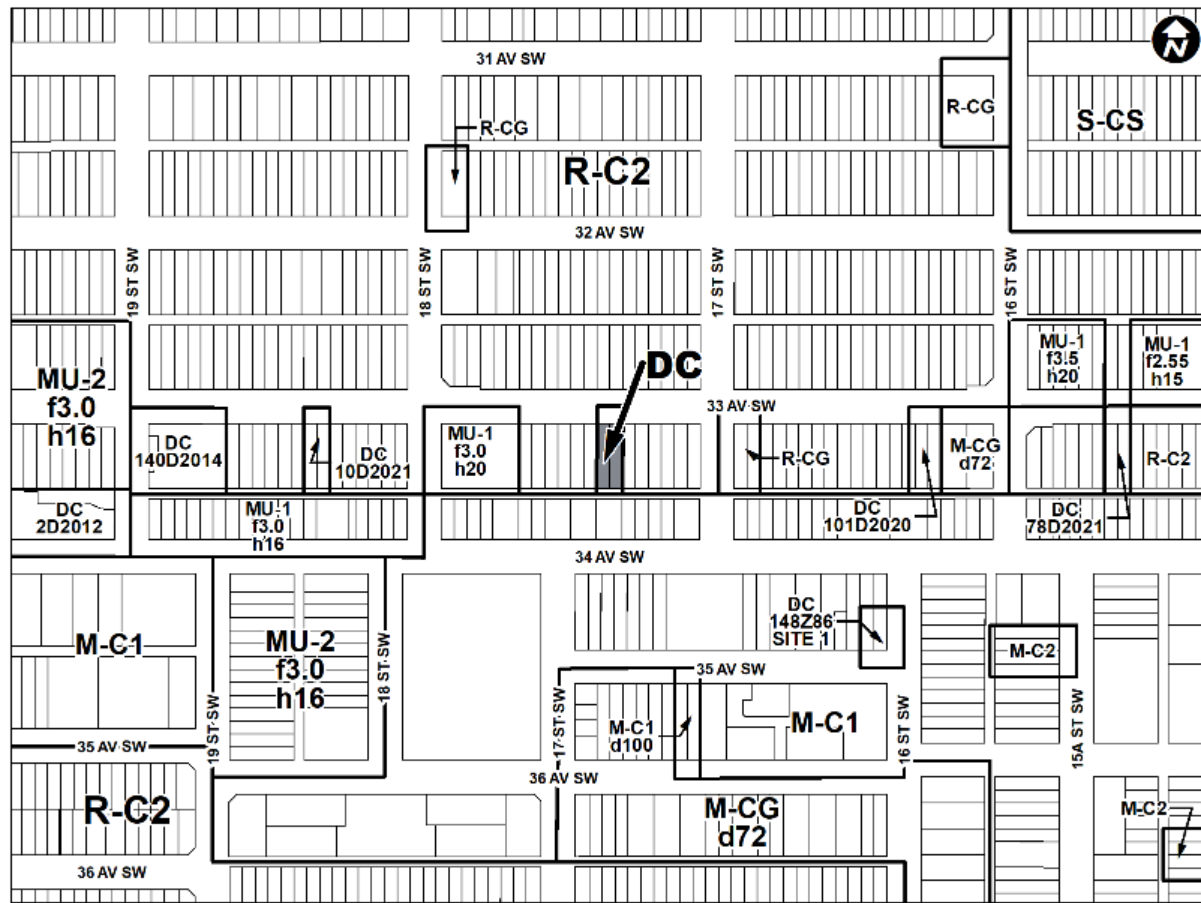 N
31 AV SW
R-CG
S-CS
R-CG
R-C2
32 AV SW
19 ST SW
18 ST SW
17 ST SW
16 ST SW
MU-2
f3.0
h16
DC
MU-1
f3.5
h20
MU-1
f2.55
h15
33 AV SW
DC
140D2014
DC
10D2021
MU-1
f3.0
h20
R-CG
M-CG
d72
R-C2
DC
2D2012
MU-1
f3.0
h16
DC
101D2020
DC
78D2021
34 AV SW
M-C1
MU-2
f3.0
h16
DC
148Z86
SITE 1
M-C2
35 AV SW
19 ST SW
18 ST SW
17 ST SW
M-C1
d100
M-C1
16 ST SW
15A ST SW
35 AV SW
36 AV SW
R-C2
M-CG
d72
M-C2
36 AV SW